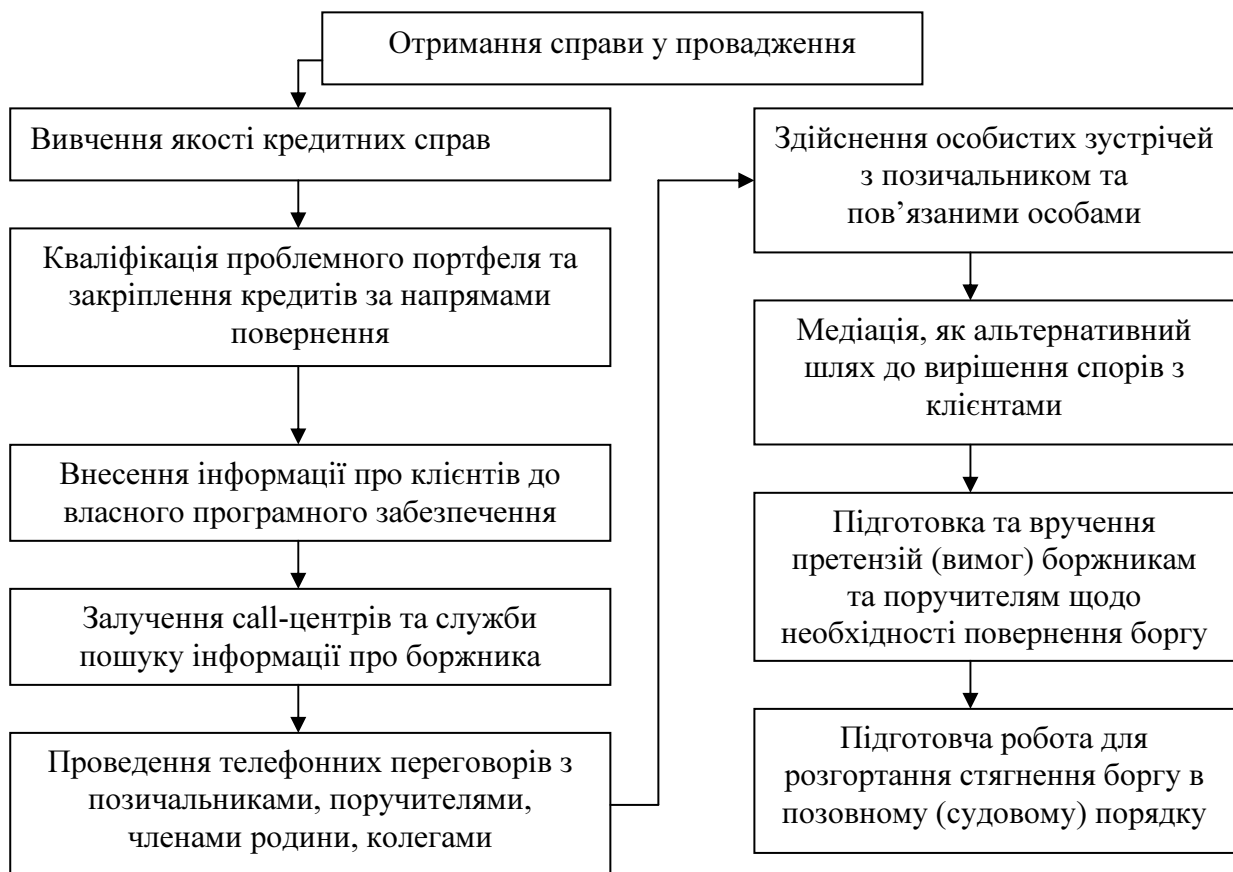 Отримання справи у провадження
Вивчення якості кредитних справ
Кваліфікація проблемного портфеля та
закріплення кредитів за напрямами
повернення
Внесення інформації про клієнтів до
власного програмного забезпечення
Залучення call-центрів та служби
пошуку інформації про боржника
Проведення телефонних переговорів з
позичальниками, поручителями,
членами родини, колегами
Здійснення особистих зустрічей
з позичальником та
пов’язаними особами
Медіація, як альтернативний
шлях до вирішення спорів з
клієнтами
Підготовка та вручення
претензій (вимог) боржникам
та поручителям щодо
необхідності повернення боргу
Підготовча робота для
розгортання стягнення боргу в
позовному (судовому) порядку